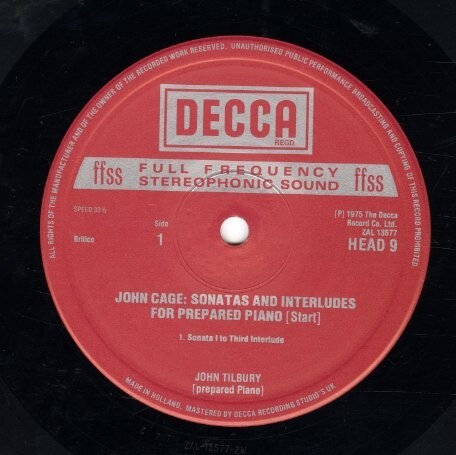 ALL RIGHTS OF THE MANUFACTURER AND OF THE OWNER OF THE RECORDED WORK RESERVED. UNAUTHORISED PUBLIC PERFORMANCE BROADCASTING AND COPYING OF THIS RECORD PROHIBITED
DECCA
REGD.
ffss FULL FREQUENCY STEREOPHONIC SOUND ffss
SPEED 33⅓
Side
1
Britico
(P) 1975 The Decca
Record Co. Ltd.
ZAL 13577
HEAD 9
JOHN CAGE: SONATAS AND INTERLUDES
FOR PREPARED PIANO [Start]
1. Sonata I to Third Interlude
JOHN TILBURY
[prepared Piano]
MADE IN HOLLAND. MASTERED BY DECCA RECORDING STUDIO'S UK